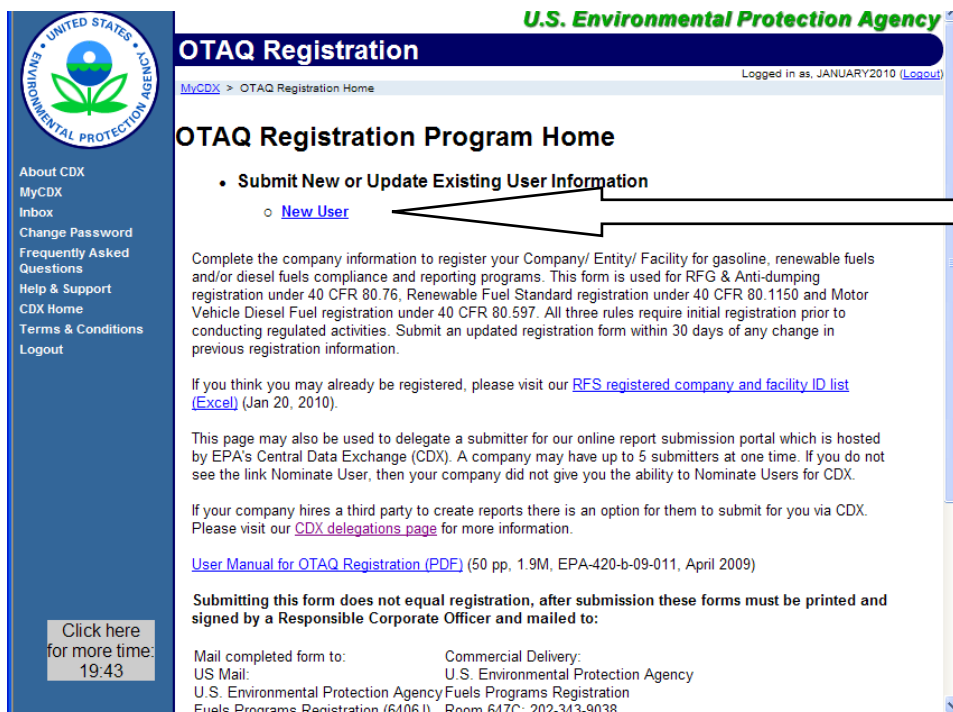 UNITED STATES
ENVIRONMENTAL PROTECTION AGENCY
U.S. Environmental Protection Agency
OTAQ Registration
Logged in as, JANUARY2010 (Logout)
MyCDX > OTAQ Registration Home
OTAQ Registration Program Home
About CDX
MyCDX
Inbox
Change Password
Frequently Asked
Questions
Help & Support
CDX Home
Terms & Conditions
Logout
Click here
for more time:
19:43
• Submit New or Update Existing User Information
○ New User
Complete the company information to register your Company/ Entity/ Facility for gasoline, renewable fuels
and/or diesel fuels compliance and reporting programs. This form is used for RFG & Anti-dumping
registration under 40 CFR 80.76, Renewable Fuel Standard registration under 40 CFR 80.1150 and Motor
Vehicle Diesel Fuel registration under 40 CFR 80.597. All three rules require initial registration prior to
conducting regulated activities. Submit an updated registration form within 30 days of any change in
previous registration information.
If you think you may already be registered, please visit our RFS registered company and facility ID list
(Excel) (Jan 20, 2010).
This page may also be used to delegate a submitter for our online report submission portal which is hosted
by EPA's Central Data Exchange (CDX). A company may have up to 5 submitters at one time. If you do not
see the link Nominate User, then your company did not give you the ability to Nominate Users for CDX.
If your company hires a third party to create reports there is an option for them to submit for you via CDX.
Please visit our CDX delegations page for more information.
User Manual for OTAQ Registration (PDF) (50 pp, 1.9M, EPA-420-b-09-011, April 2009)
Submitting this form does not equal registration, after submission these forms must be printed and
signed by a Responsible Corporate Officer and mailed to:
Mail completed form to: Commercial Delivery:
US Mail: U.S. Environmental Protection Agency
U.S. Environmental Protection Agency Fuels Programs Registration
Fuels Programs Registration (6406J) Room 647C; 202-343-9038